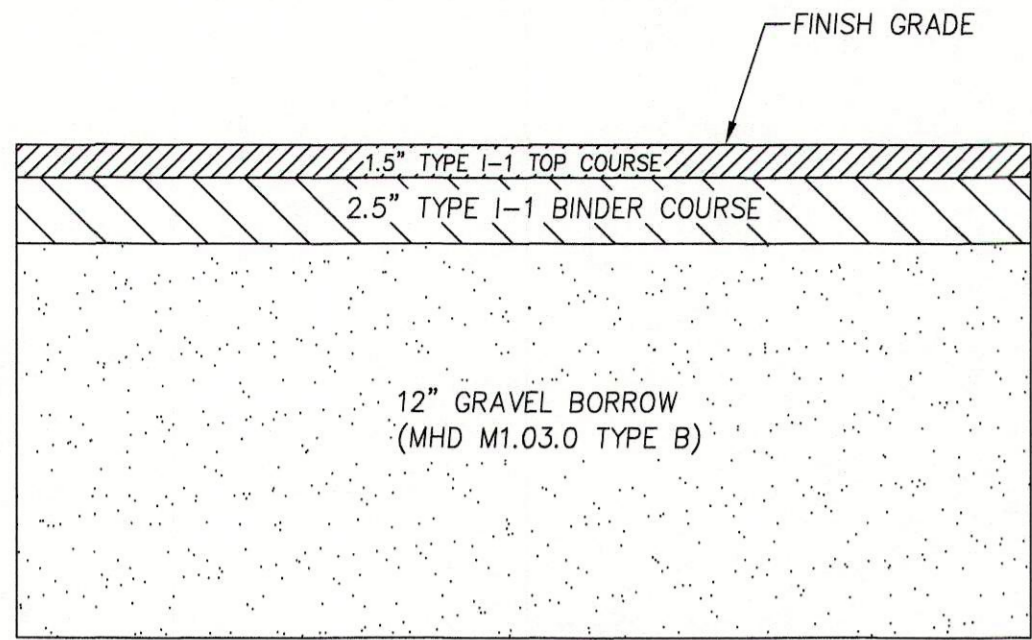 FINISH GRADE
1.5" TYPE I-1 TOP COURSE
2.5" TYPE I-1 BINDER COURSE
12" GRAVEL BORROW
(MHD M1.03.0 TYPE B)